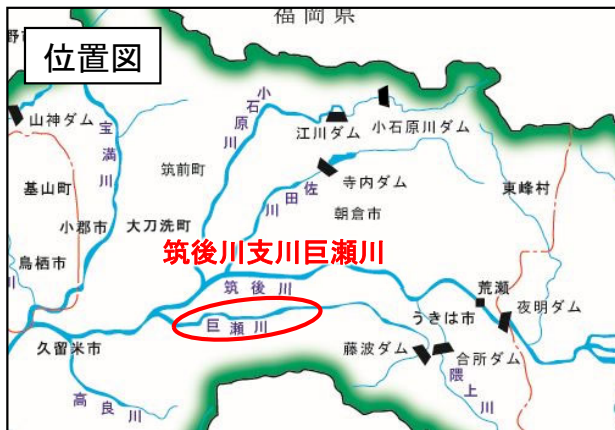 福岡県
位置図
野市
山神ダム
宝満川
小石原川
江川ダム
小石原川ダム
基山町
筑前町
寺内ダム
東峰村
小郡市
大刀洗町
佐田川
朝倉市
鳥栖市
川
筑後川支川巨瀬川
筑後川
荒瀬
夜明ダム
うきは市
巨瀬川
久留米市
藤波ダム
合所ダム
隈上川
高良川